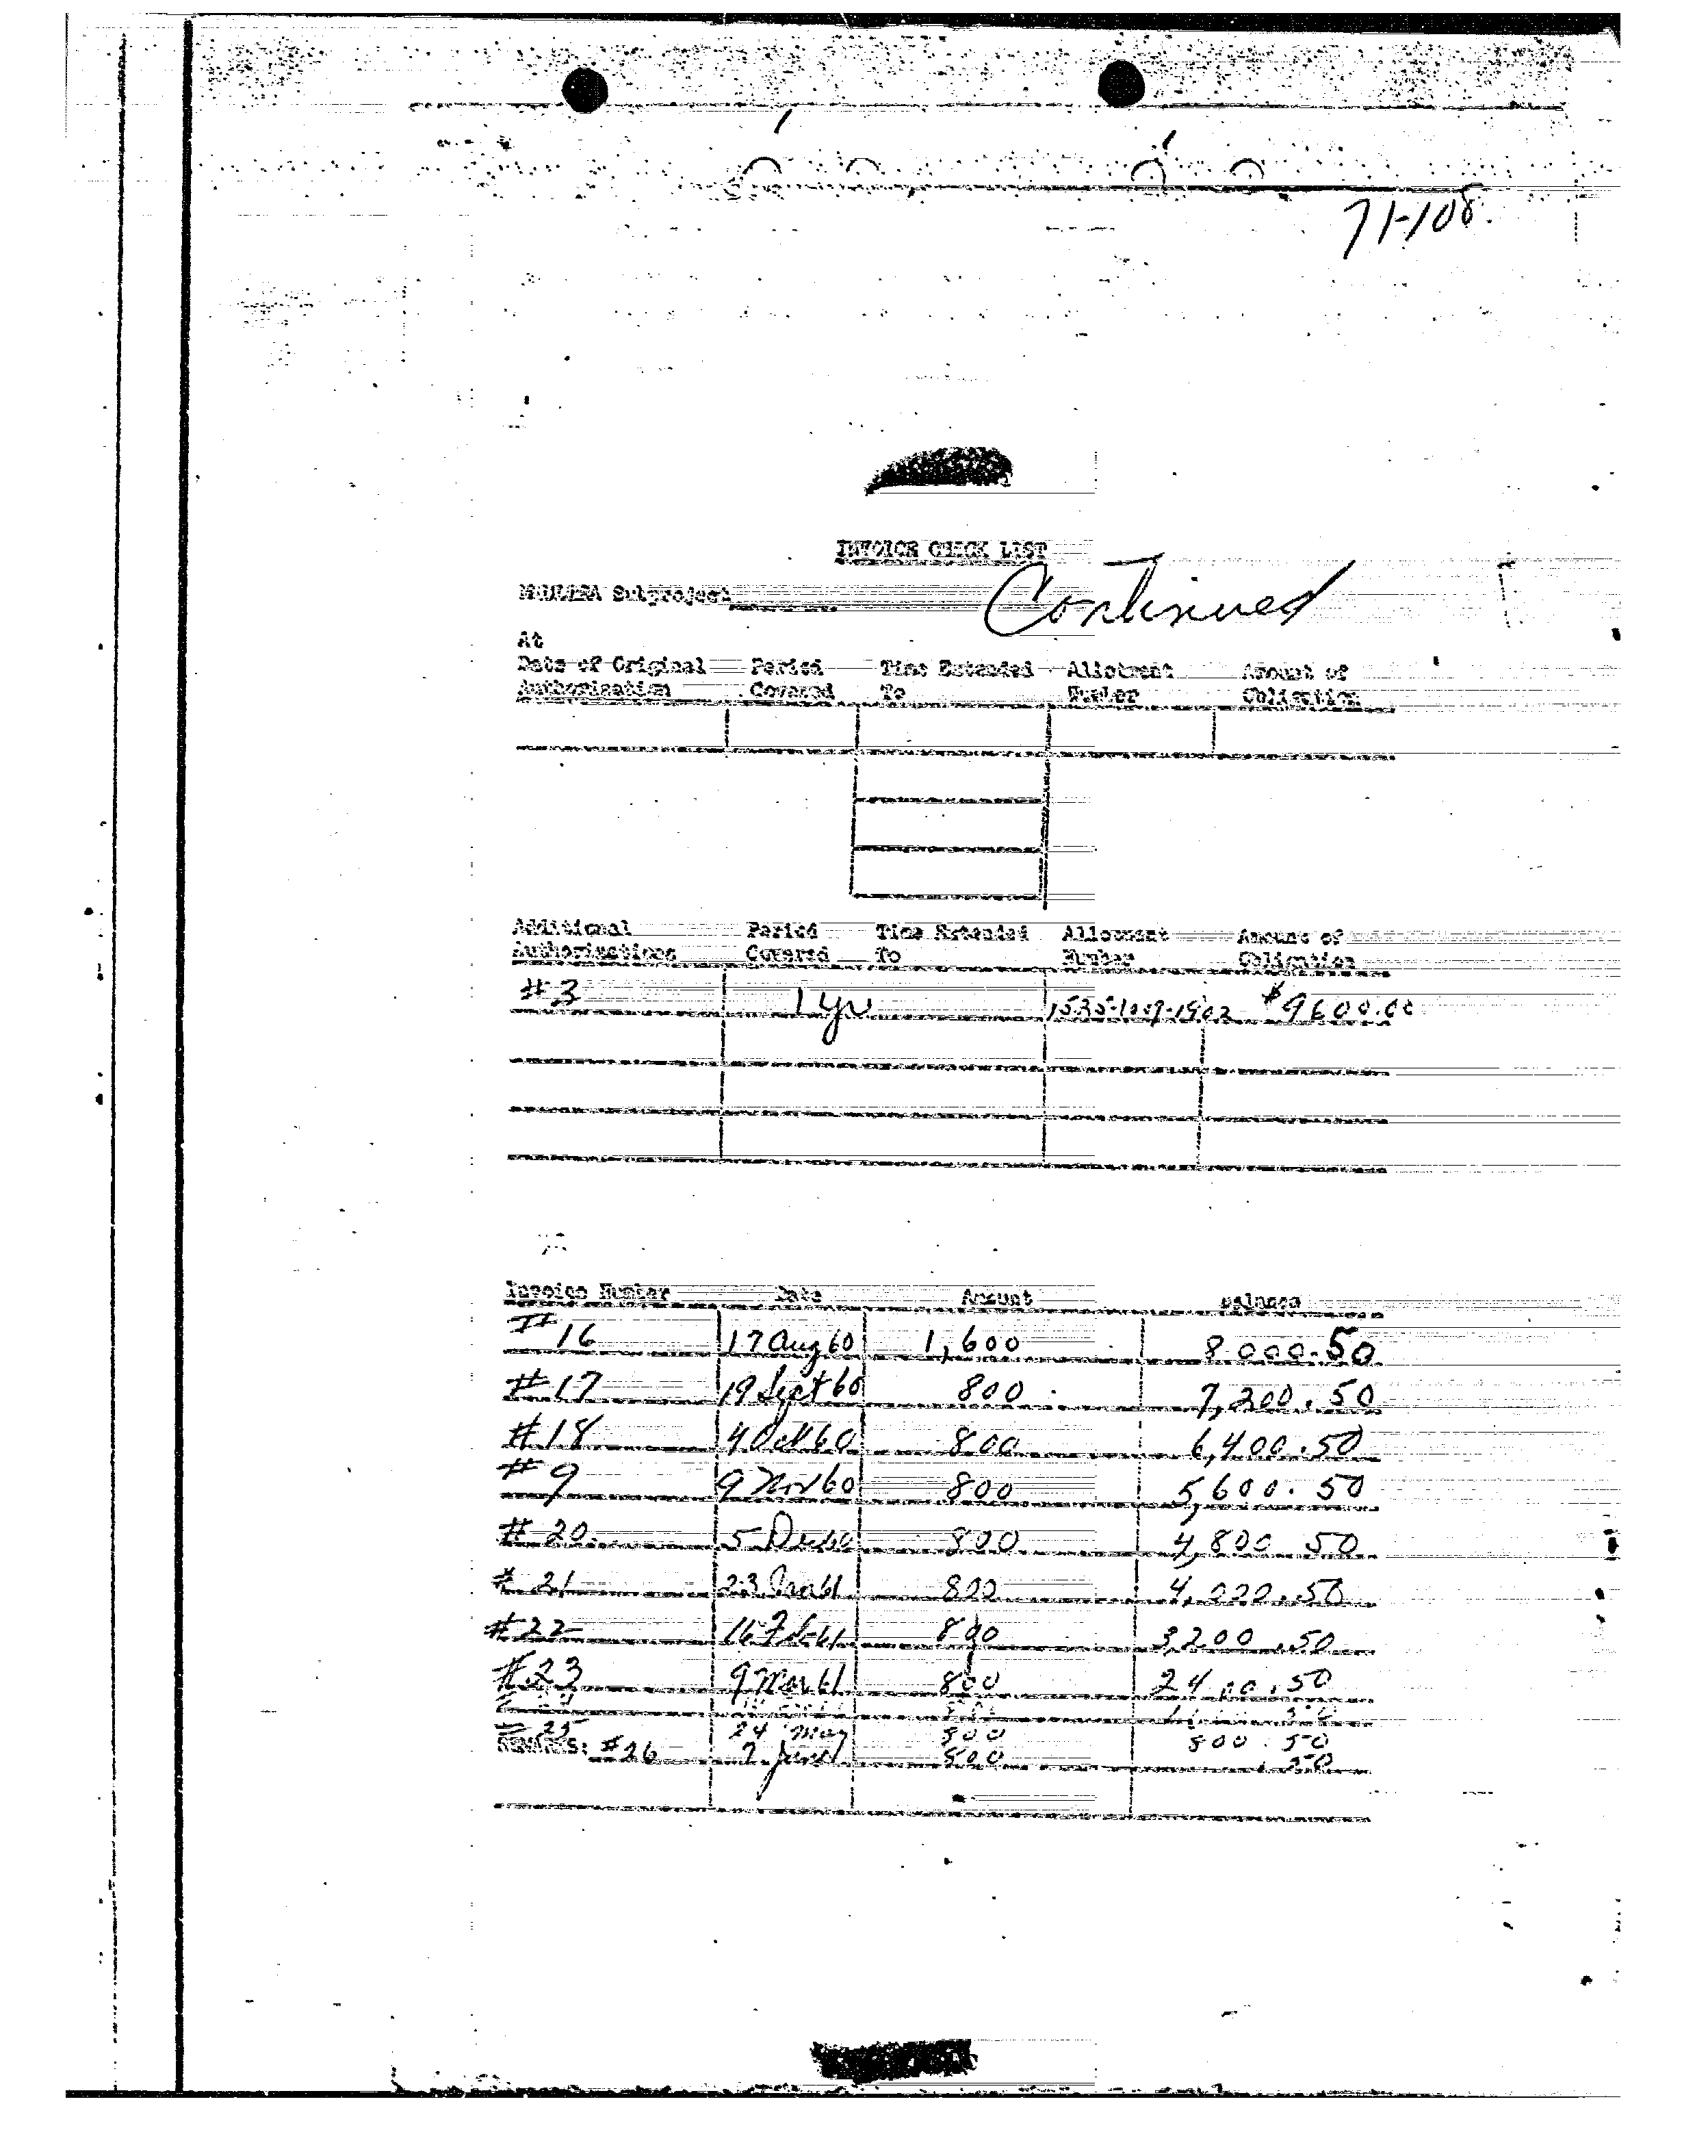 71-108.
INVOICE CHECK LIST
Continued
MKULTRA Subproject
At
Date of Original Period Time Extended Allotment Amount of
Authorization Covered To Number Obligation
Additional Period Time Extended Allotment Amount of
Authorizations Covered To Number Obligation
#3 1 yr 1535-1009-1902 $9600.00
Invoice Number Date Amount Balance
#16 17 Aug 60 1,600 8 000.50
#17 19 Sept 60 800 7,200.50
#18 4 Oct 60 800 6,400.50
#9 9 Nov 60 800 5,600.50
#20 5 Dec 60 800 4,800.50
#21 23 Jan 61 800 4,000.50
#22 16 Feb 61 800 3,200.50
#23 9 Mar 61 800 2400.50
25 24 May 800 800.50
REMARKS: #26 7 June 800 .50